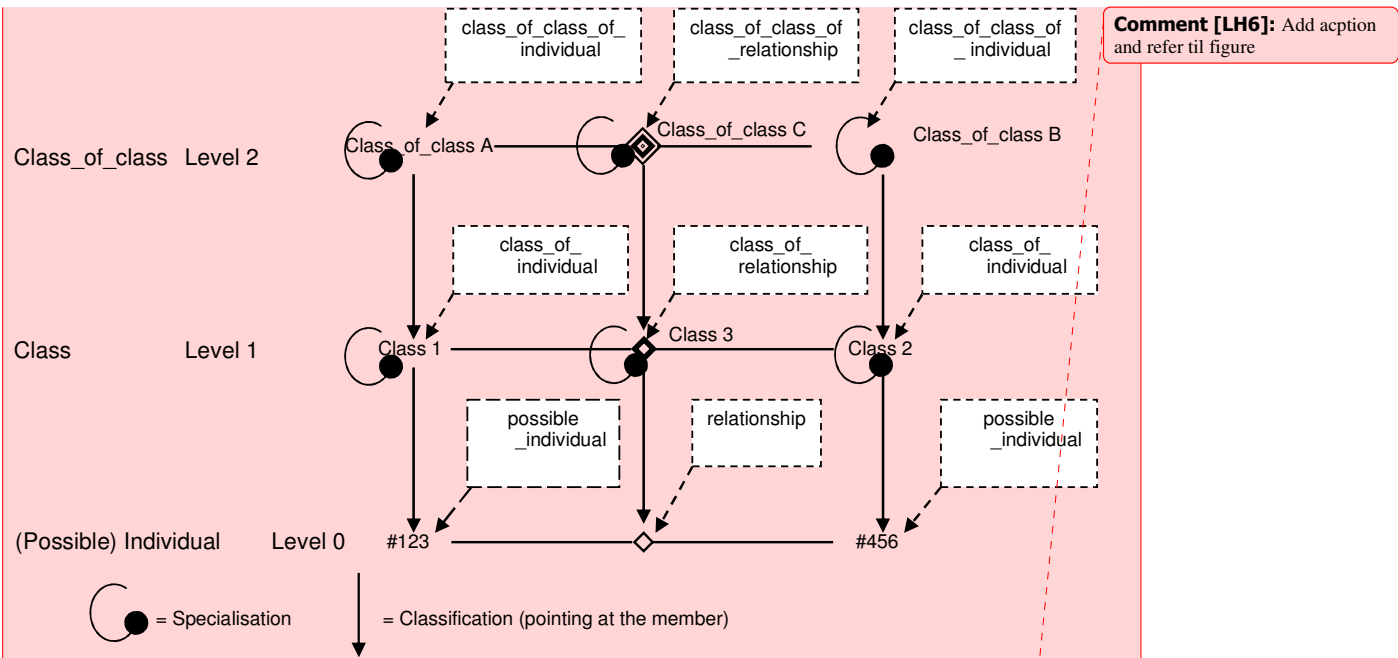 class_of_class_of_
individual
class_of_class_of
_relationship
class_of_class_of
_ individual
Comment [LH6]: Add acption
and refer til figure
Class_of_class Level 2
Class_of_class A
Class_of_class C
Class_of_class B
class_of_
individual
class_of_
relationship
class_of_
individual
Class Level 1
Class 1
Class 3
Class 2
possible
_individual
relationship
possible
_individual
(Possible) Individual Level 0
#123
#456
= Specialisation
= Classification (pointing at the member)